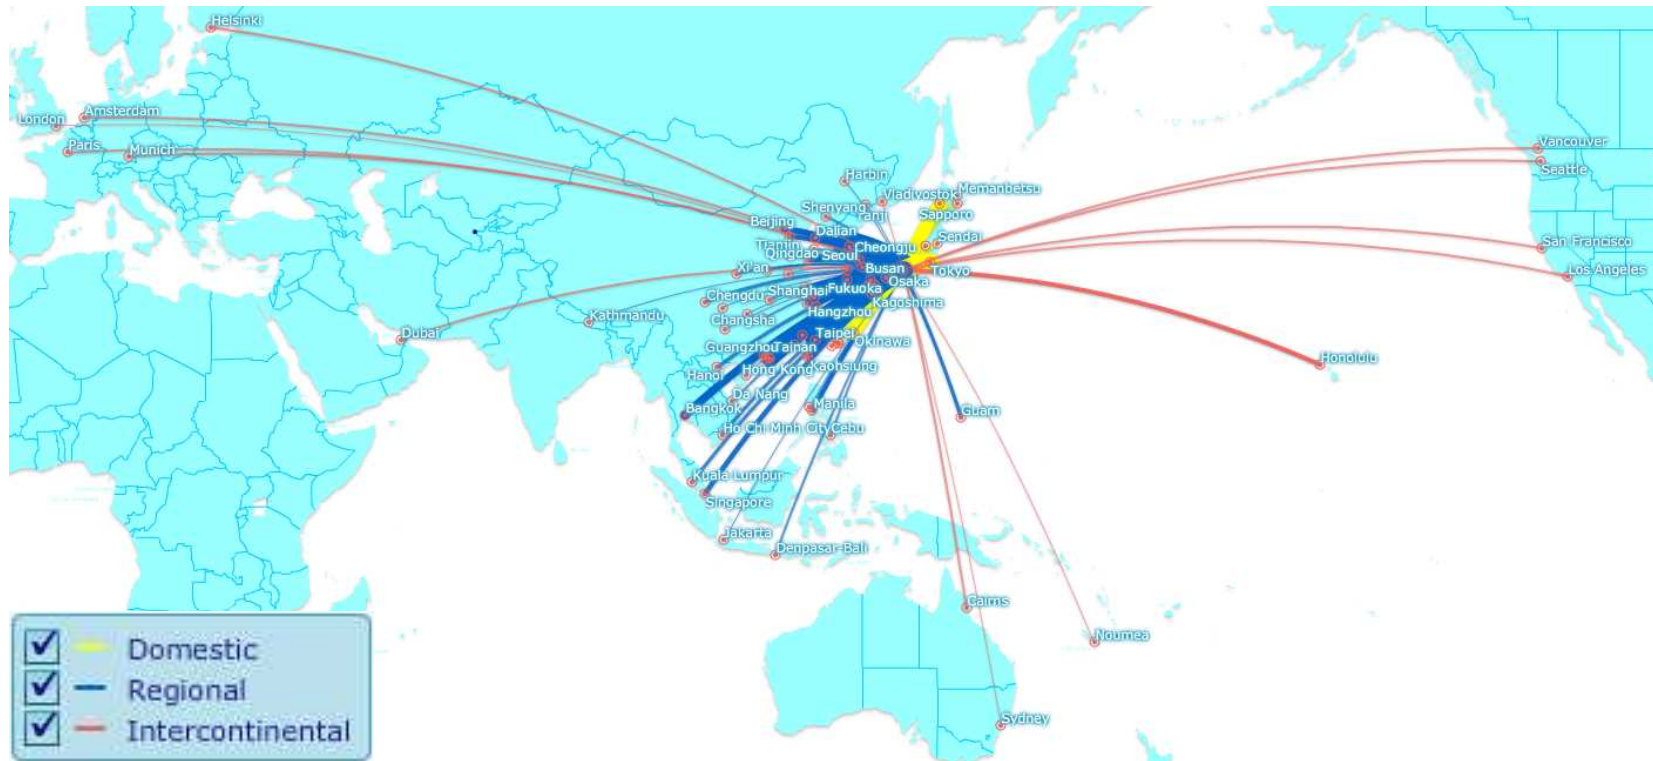 Helsinki
Amsterdam
London
Paris
Munich
Vancouver
Seattle
Harbin
Vladivostok
Memanbetsu
Shenyang
Yanji
Sapporo
Beijing
Dalian
Sendai
Cheongju
Tianjin
San Francisco
Qingdao
Seoul
Busan
Tokyo
Xi'an
Los Angeles
Osaka
Fukuoka
Shanghai
Chengdu
Kagoshima
Hangzhou
Kathmandu
Changsha
Dubai
Taipei
Okinawa
Guangzhou
Tainan
Honolulu
Hanoi
Hong Kong
Kaohsiung
Da Nang
Manila
Bangkok
Guam
Ho Chi Minh City
Cebu
Kuala Lumpur
Singapore
Jakarta
Denpasar-Bali
Cairns
Noumea
Sydney
Domestic
Regional
Intercontinental